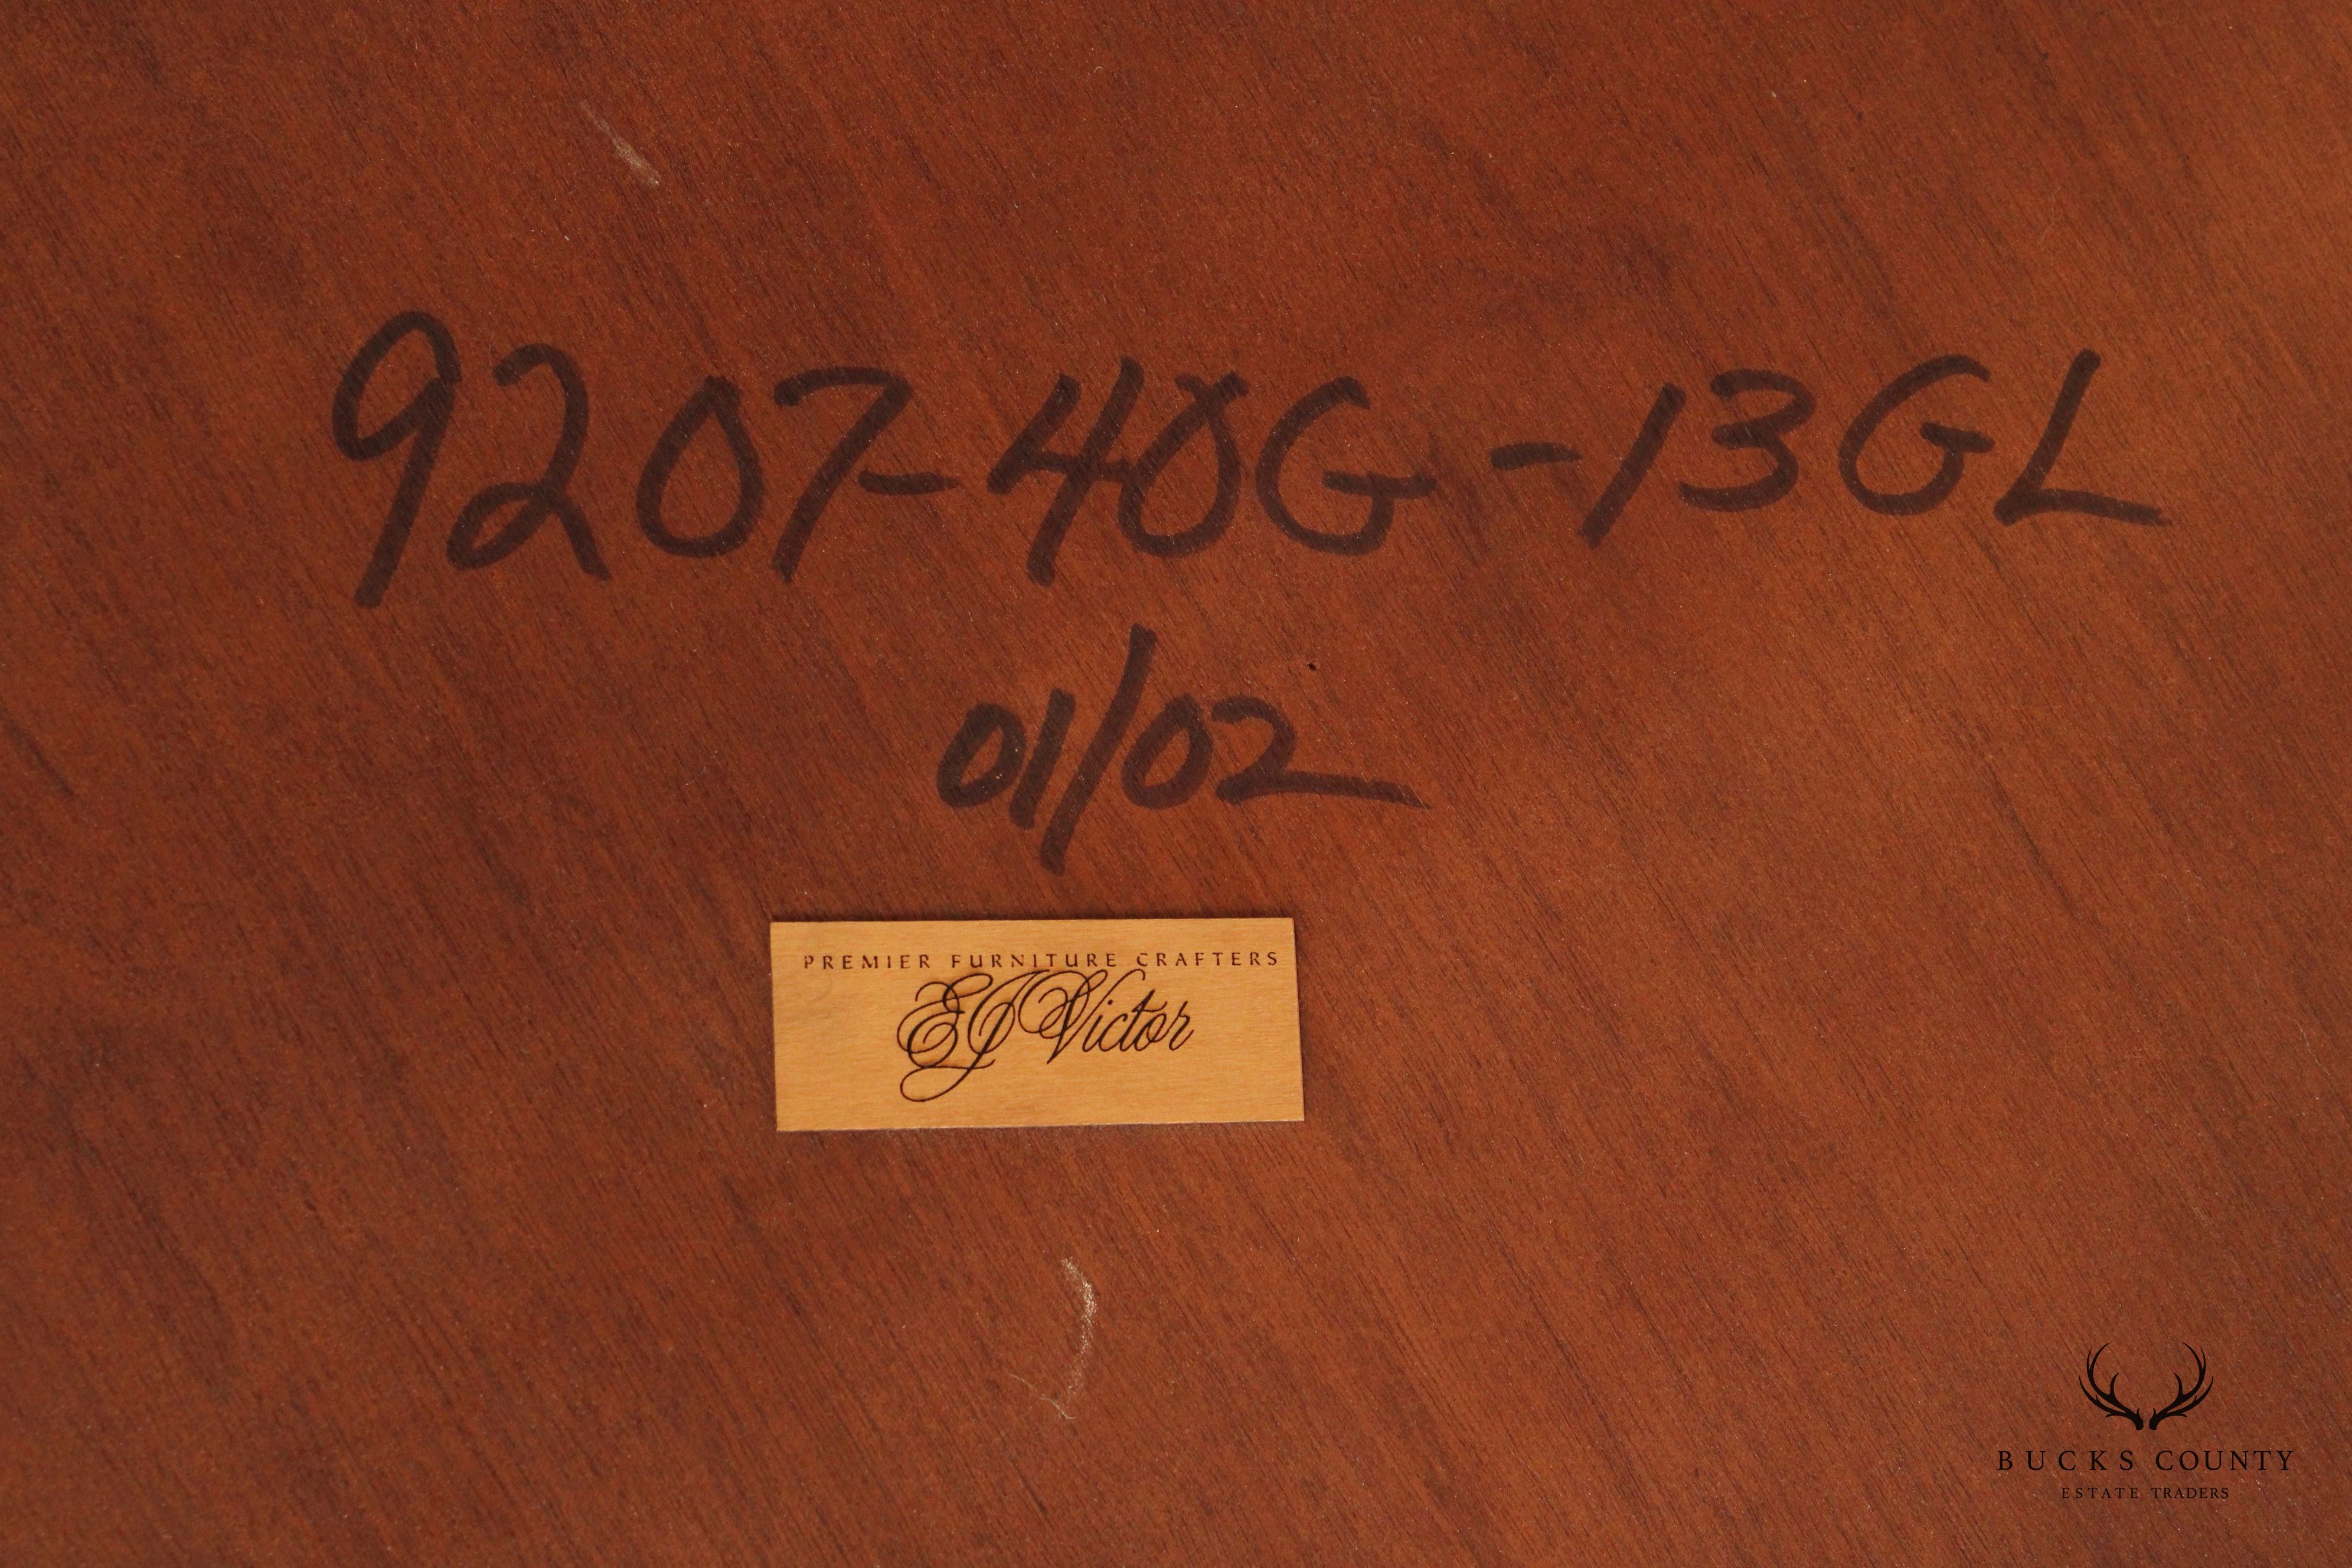 9207-40G-13GL
01/02
PREMIER FURNITURE CRAFTERS
EJ Victor
BUCKS COUNTY
ESTATE TRADERS